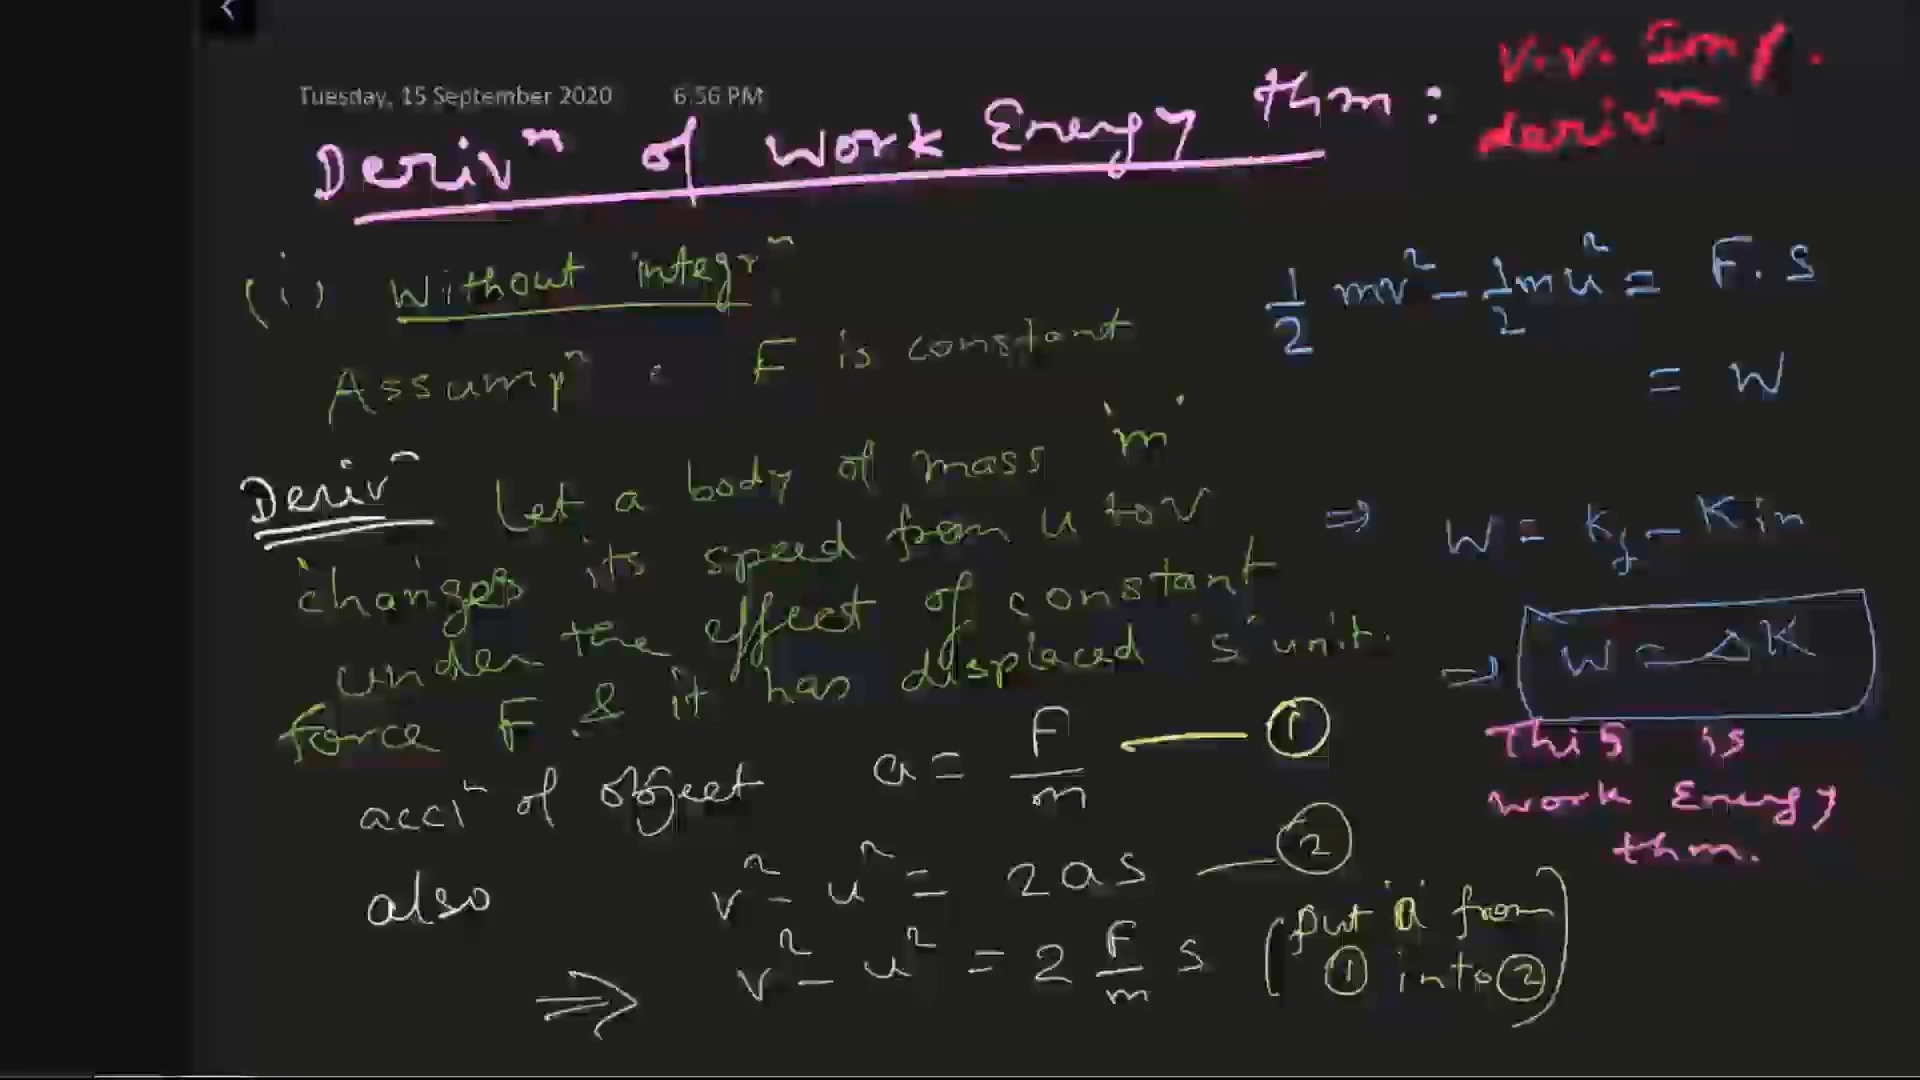 Tuesday, 15 September 2020 6:56 PM
Derivⁿ of Work Energy thm :
v.v. Imp.
derivⁿ
(i) Without integrⁿ
Assumpⁿ : F is constant
Derivⁿ Let a body of mass 'm'
changes its speed from u to v
under the effect of constant
force F & it has displaced 's' unit.
accⁿ of object a = F/m — ①
also v² - u² = 2as — ②
⇒ v² - u² = 2 F/m s (Put 'a' from
① into ②)
1/2 mv² - 1/2 mu² = F.s
= W
⇒ W = Kf - Kin
⇒ W = ΔK
This is
work Energy
thm.